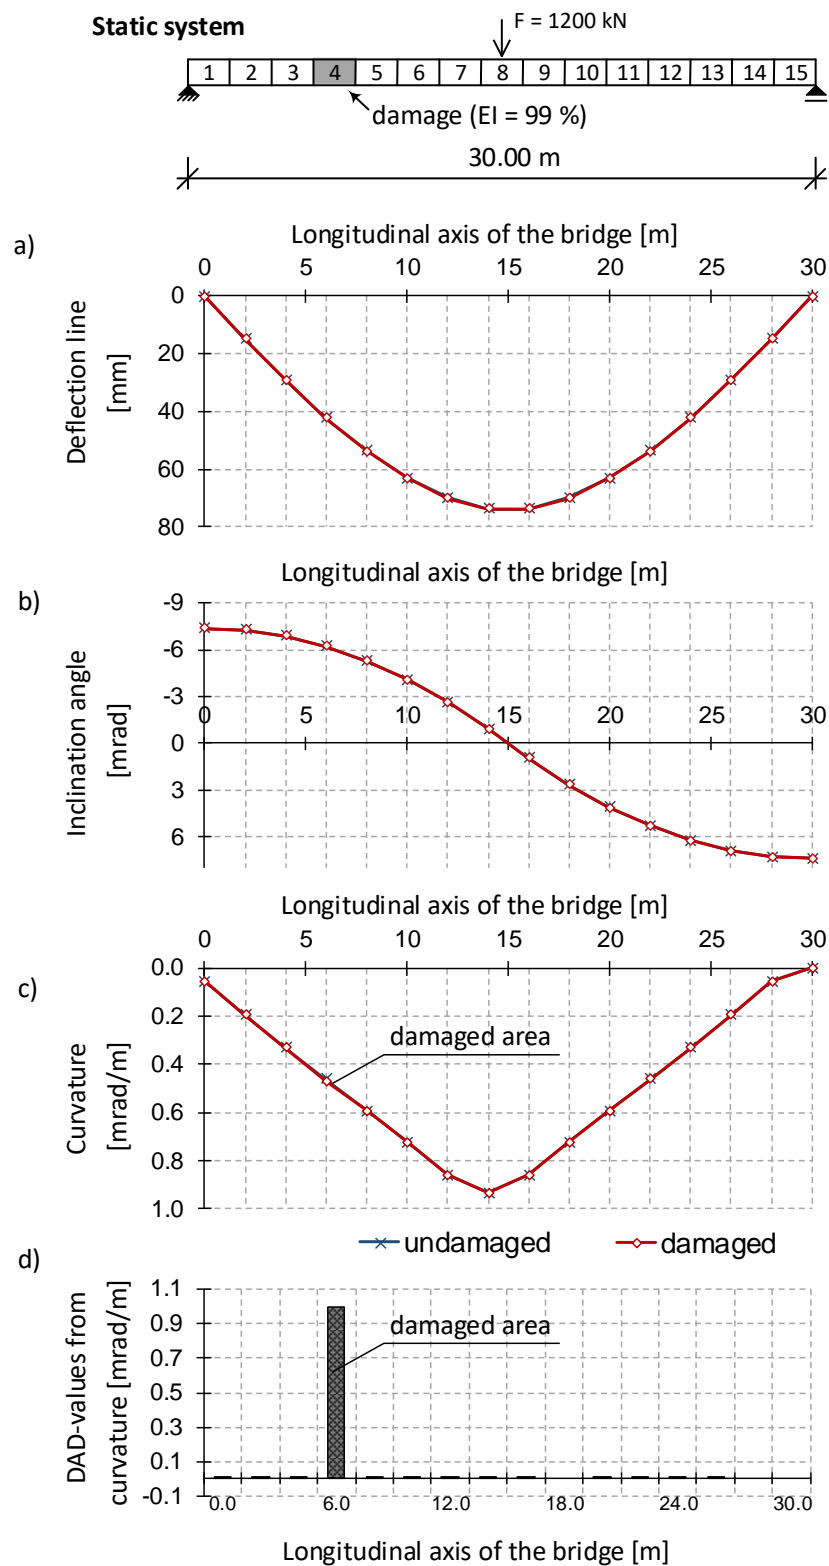 Static system
F = 1200 kN
1 2 3 4 5 6 7 8 9 10 11 12 13 14 15
damage (EI = 99 %)
30.00 m
a)
Longitudinal axis of the bridge [m]
0 5 10 15 20 25 30
Deflection line
[mm]
0
20
40
60
80
b)
Longitudinal axis of the bridge [m]
Inclination angle
[mrad]
-9
-6
-3
0 5 10 15 20 25 30
0
3
6
c)
Longitudinal axis of the bridge [m]
0 5 10 15 20 25 30
Curvature
[mrad/m]
0.0
0.2
0.4
0.6
0.8
1.0
damaged area
undamaged damaged
d)
DAD-values from
curvature [mrad/m]
1.1
0.9
0.7
0.5
0.3
0.1
-0.1
damaged area
0.0 6.0 12.0 18.0 24.0 30.0
Longitudinal axis of the bridge [m]